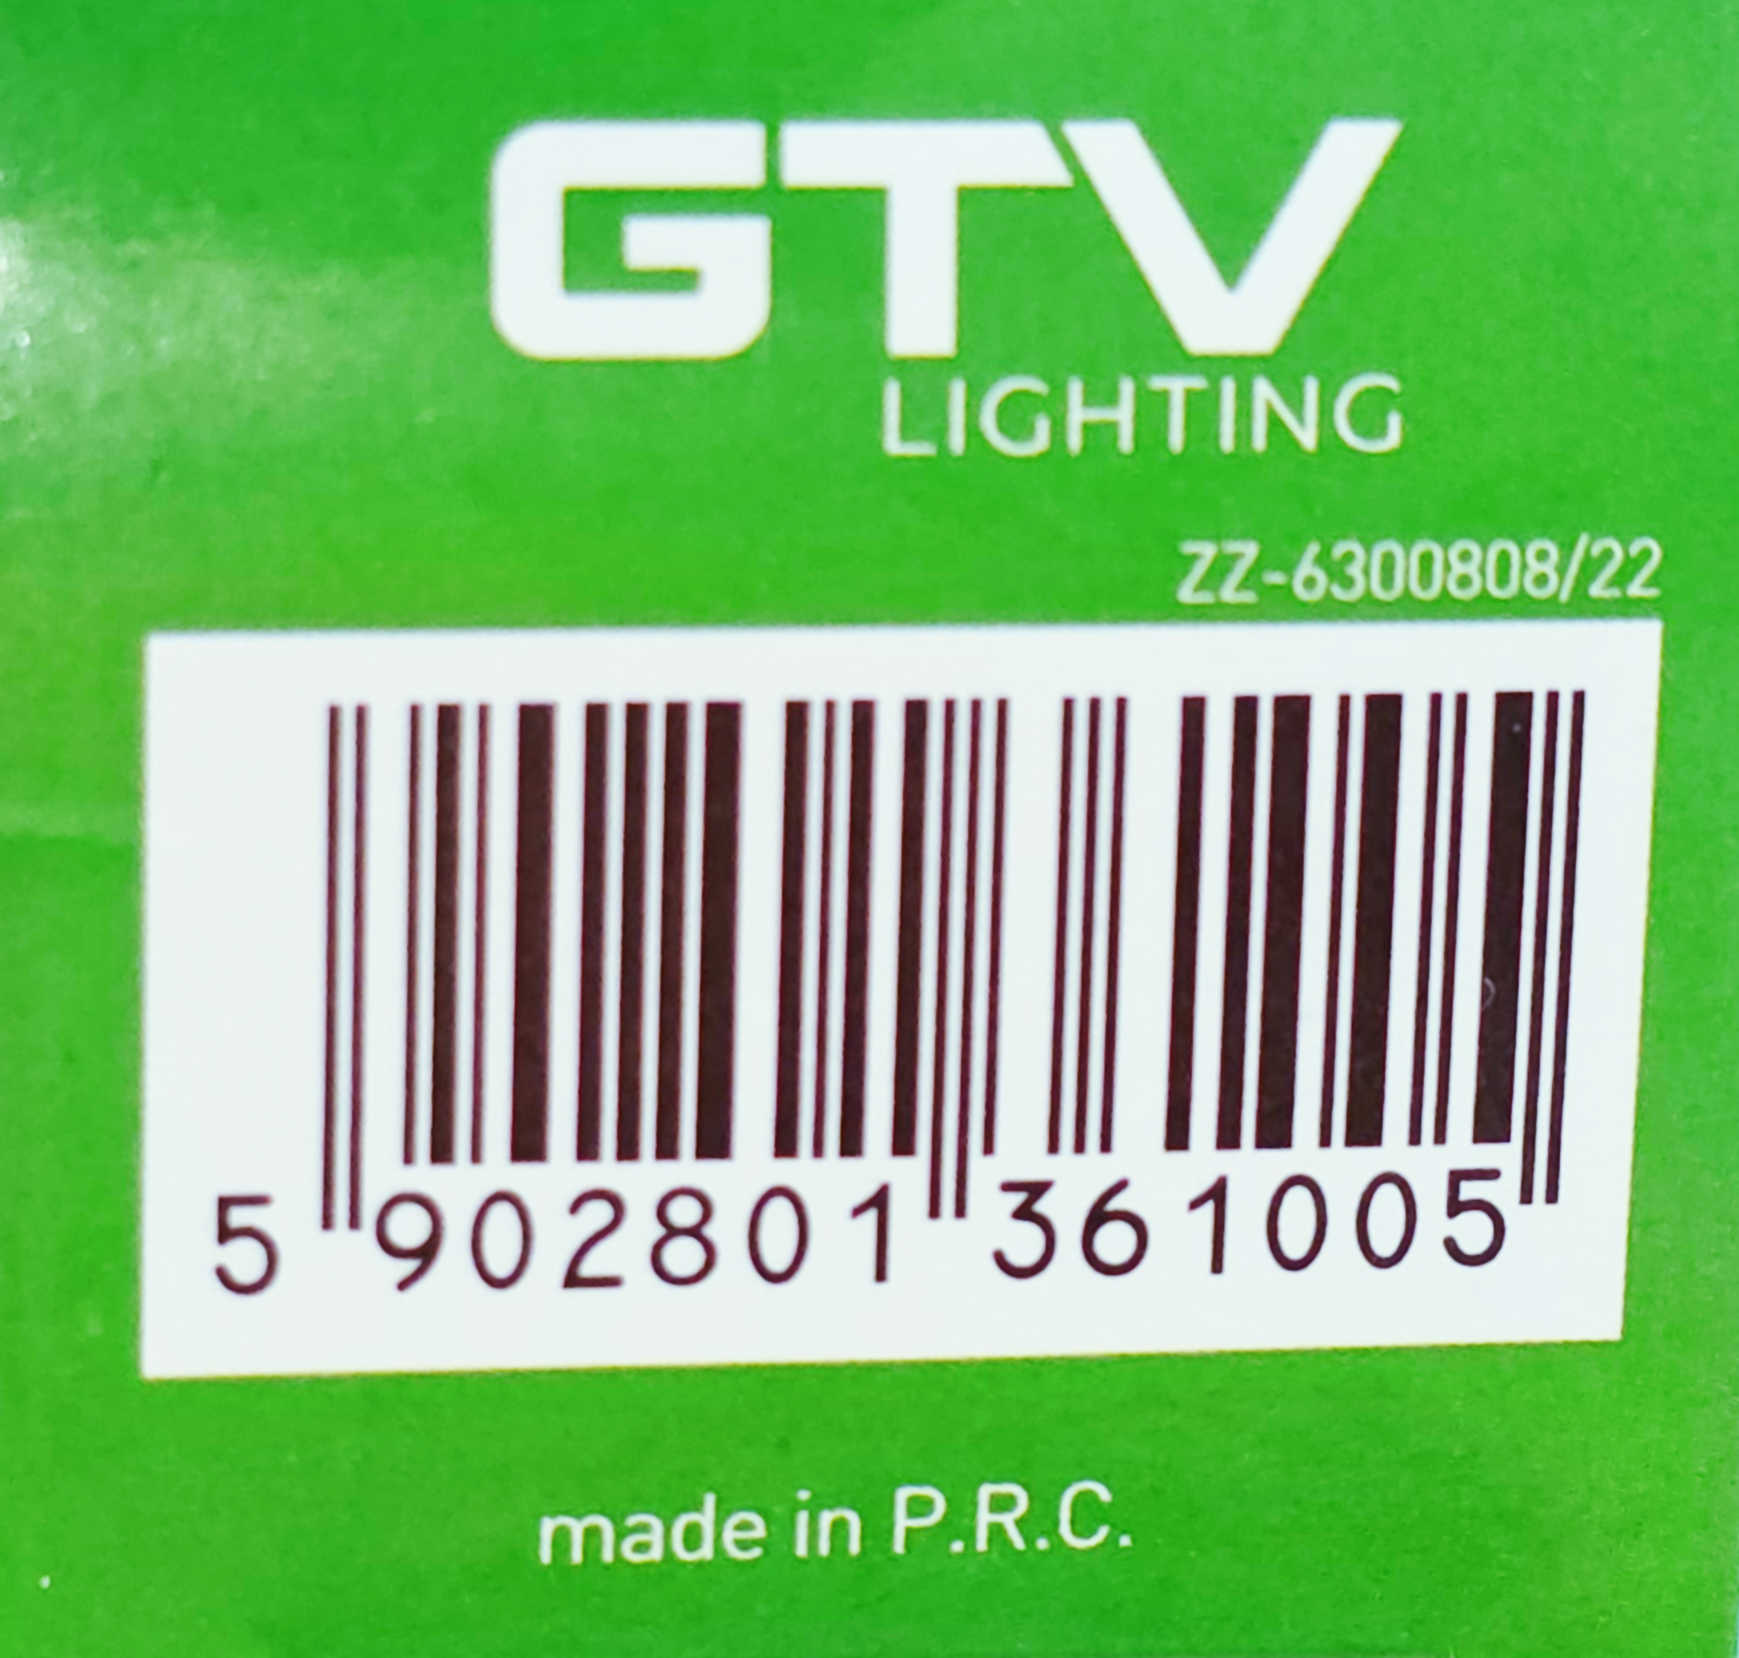 GTV
LIGHTING
ZZ-6300808/22
5 902801 361005
made in P.R.C.